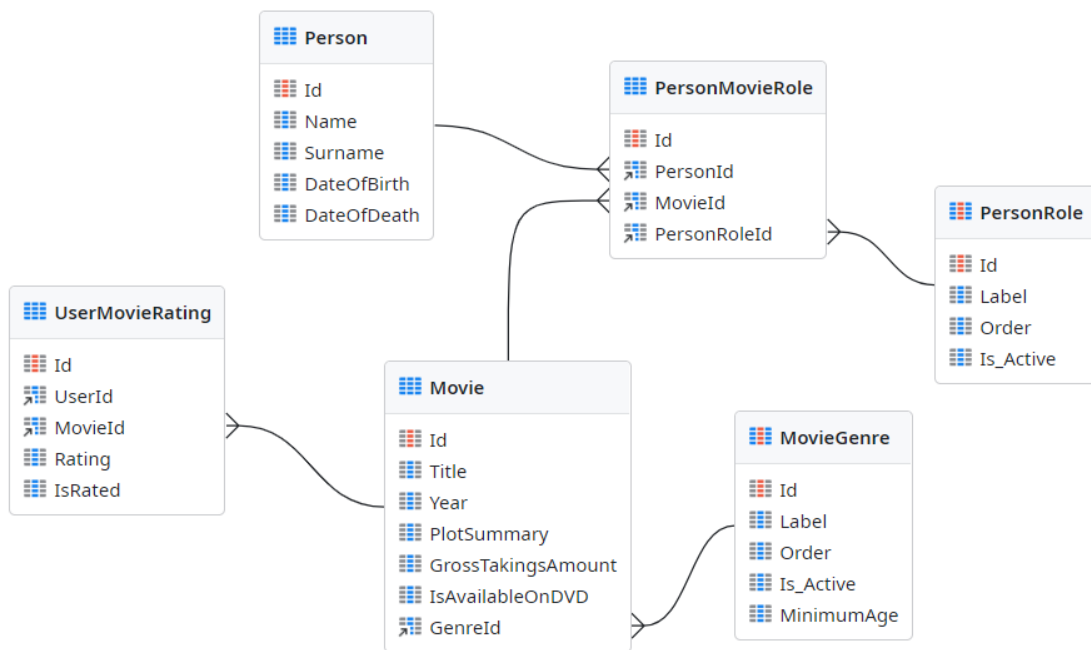 Person
Id
Name
Surname
DateOfBirth
DateOfDeath
PersonMovieRole
Id
PersonId
MovieId
PersonRoleId
PersonRole
Id
Label
Order
Is_Active
UserMovieRating
Id
UserId
MovieId
Rating
IsRated
Movie
Id
Title
Year
PlotSummary
GrossTakingsAmount
IsAvailableOnDVD
GenreId
MovieGenre
Id
Label
Order
Is_Active
MinimumAge